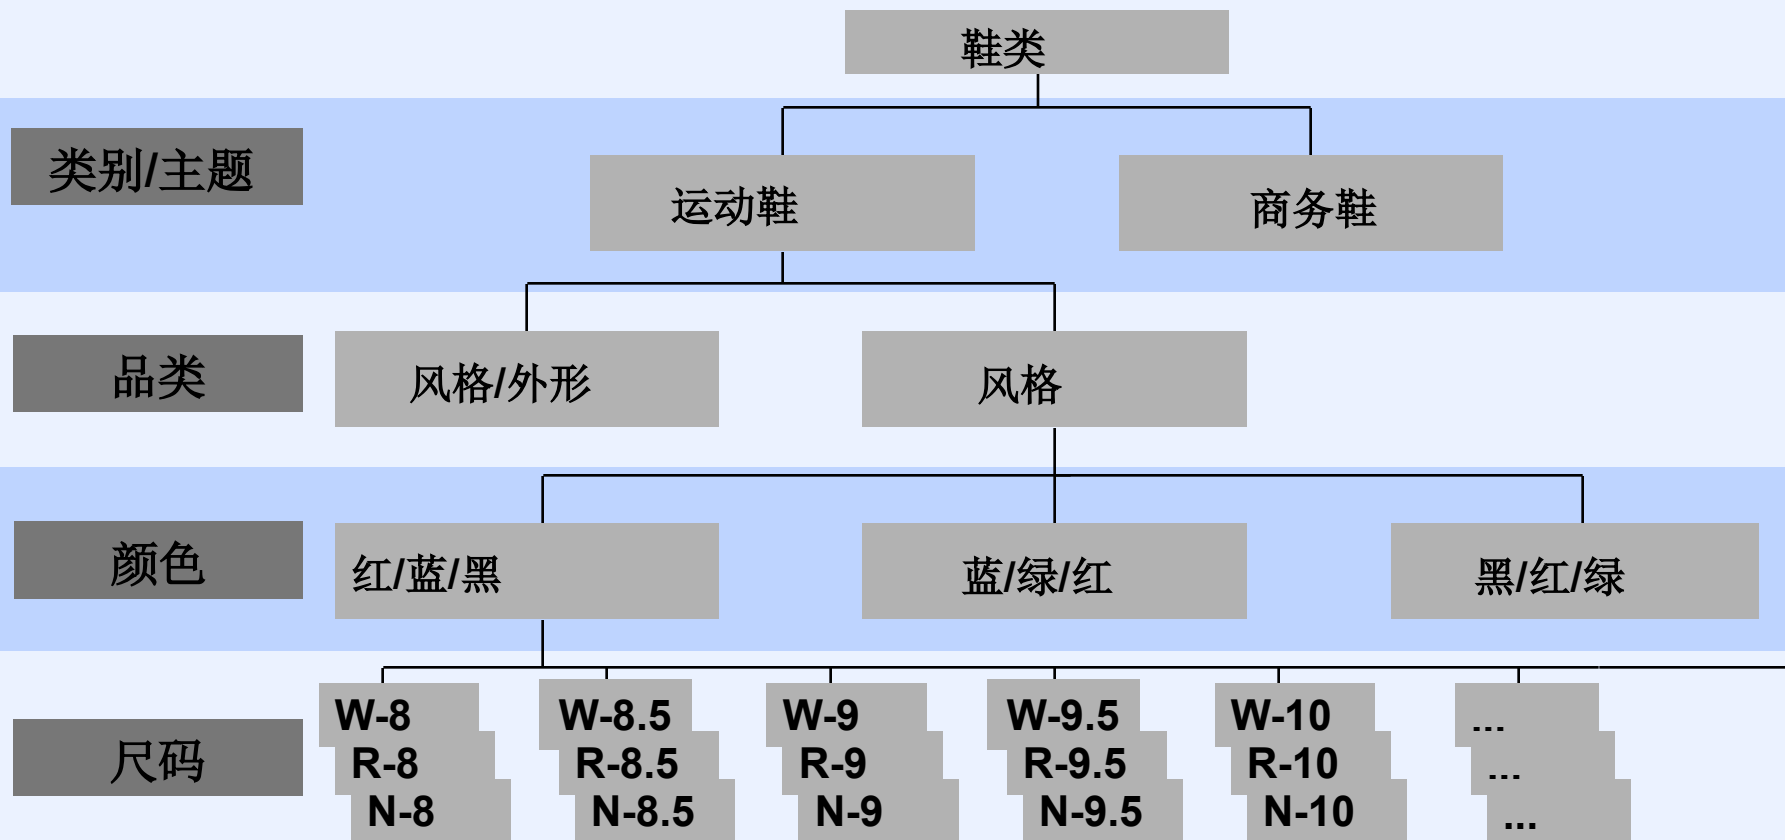 鞋类
类别/主题
运动鞋
商务鞋
品类
风格/外形
风格
颜色
红/蓝/黑
蓝/绿/红
黑/红/绿
尺码
W-8
R-8
N-8
W-8.5
R-8.5
N-8.5
W-9
R-9
N-9
W-9.5
R-9.5
N-9.5
W-10
R-10
N-10
...
...
...